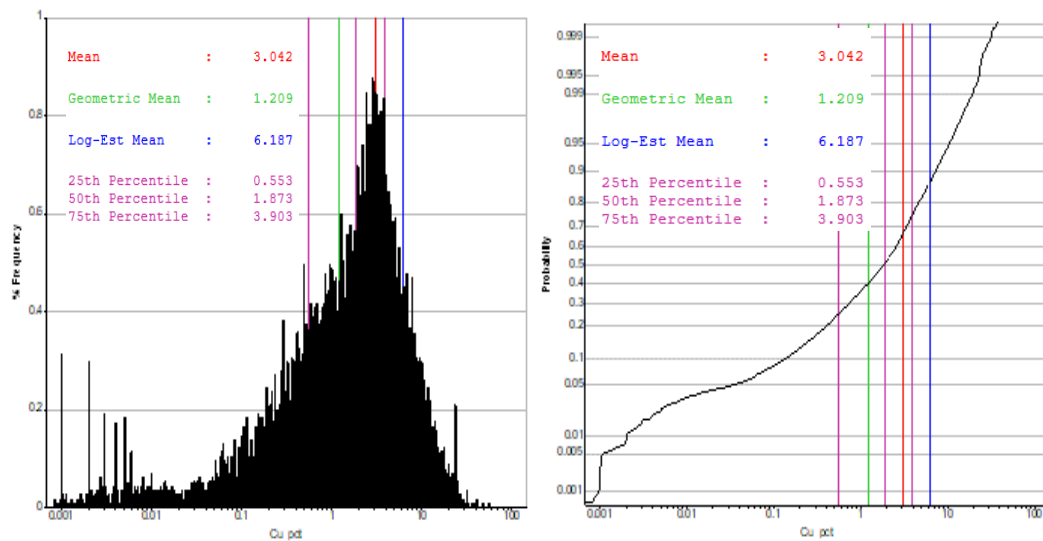 1
0.8
0.6
0.4
0.2
0
% Frequency
Mean : 3.042
Geometric Mean : 1.209
Log-Est Mean : 6.187
25th Percentile : 0.553
50th Percentile : 1.873
75th Percentile : 3.903
0.001 0.01 0.1 1 10 100
Cu pct
0.999
0.995
0.99
0.95
0.9
0.8
0.7
0.6
0.5
0.4
0.3
0.2
0.1
0.05
0.01
0.005
0.001
Probability
Mean : 3.042
Geometric Mean : 1.209
Log-Est Mean : 6.187
25th Percentile : 0.553
50th Percentile : 1.873
75th Percentile : 3.903
0.001 0.01 0.1 1 10 100
Cu pct